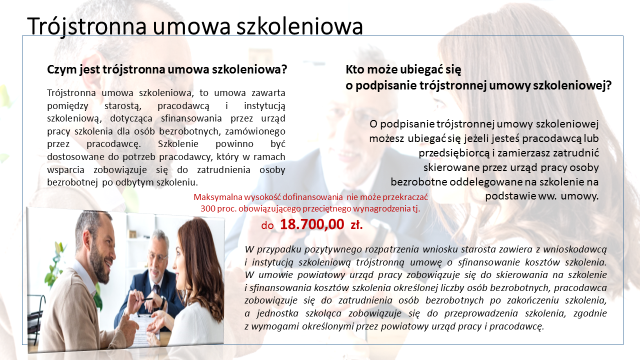 Trójstronna umowa szkoleniowa
Czym jest trójstronna umowa szkoleniowa?
Trójstronna umowa szkoleniowa, to umowa zawarta
pomiędzy starostą, pracodawcą i instytucją
szkoleniową, dotycząca sfinansowania przez urząd
pracy szkolenia dla osób bezrobotnych, zamówionego
przez pracodawcę. Szkolenie powinno być
dostosowane do potrzeb pracodawcy, który w ramach
wsparcia zobowiązuje się do zatrudnienia osoby
bezrobotnej po odbytym szkoleniu.
Kto może ubiegać się
o podpisanie trójstronnej umowy szkoleniowej?
O podpisanie trójstronnej umowy szkoleniowej
możesz ubiegać się jeżeli jesteś pracodawcą lub
przedsiębiorcą i zamierzasz zatrudnić
skierowane przez urząd pracy osoby
bezrobotne oddelegowane na szkolenie na
podstawie ww. umowy.
Maksymalna wysokość dofinansowania nie może przekraczać
300 proc. obowiązującego przeciętnego wynagrodzenia tj.
do 18.700,00 zł.
W przypadku pozytywnego rozpatrzenia wniosku starosta zawiera z wnioskodawcą
i instytucją szkoleniową trójstronną umowę o sfinansowanie kosztów szkolenia.
W umowie powiatowy urząd pracy zobowiązuje się do skierowania na szkolenie
i sfinansowania kosztów szkolenia określonej liczby osób bezrobotnych, pracodawca
zobowiązuje się do zatrudnienia osób bezrobotnych po zakończeniu szkolenia,
a jednostka szkoląca zobowiązuje się do przeprowadzenia szkolenia, zgodnie
z wymogami określonymi przez powiatowy urząd pracy i pracodawcę.